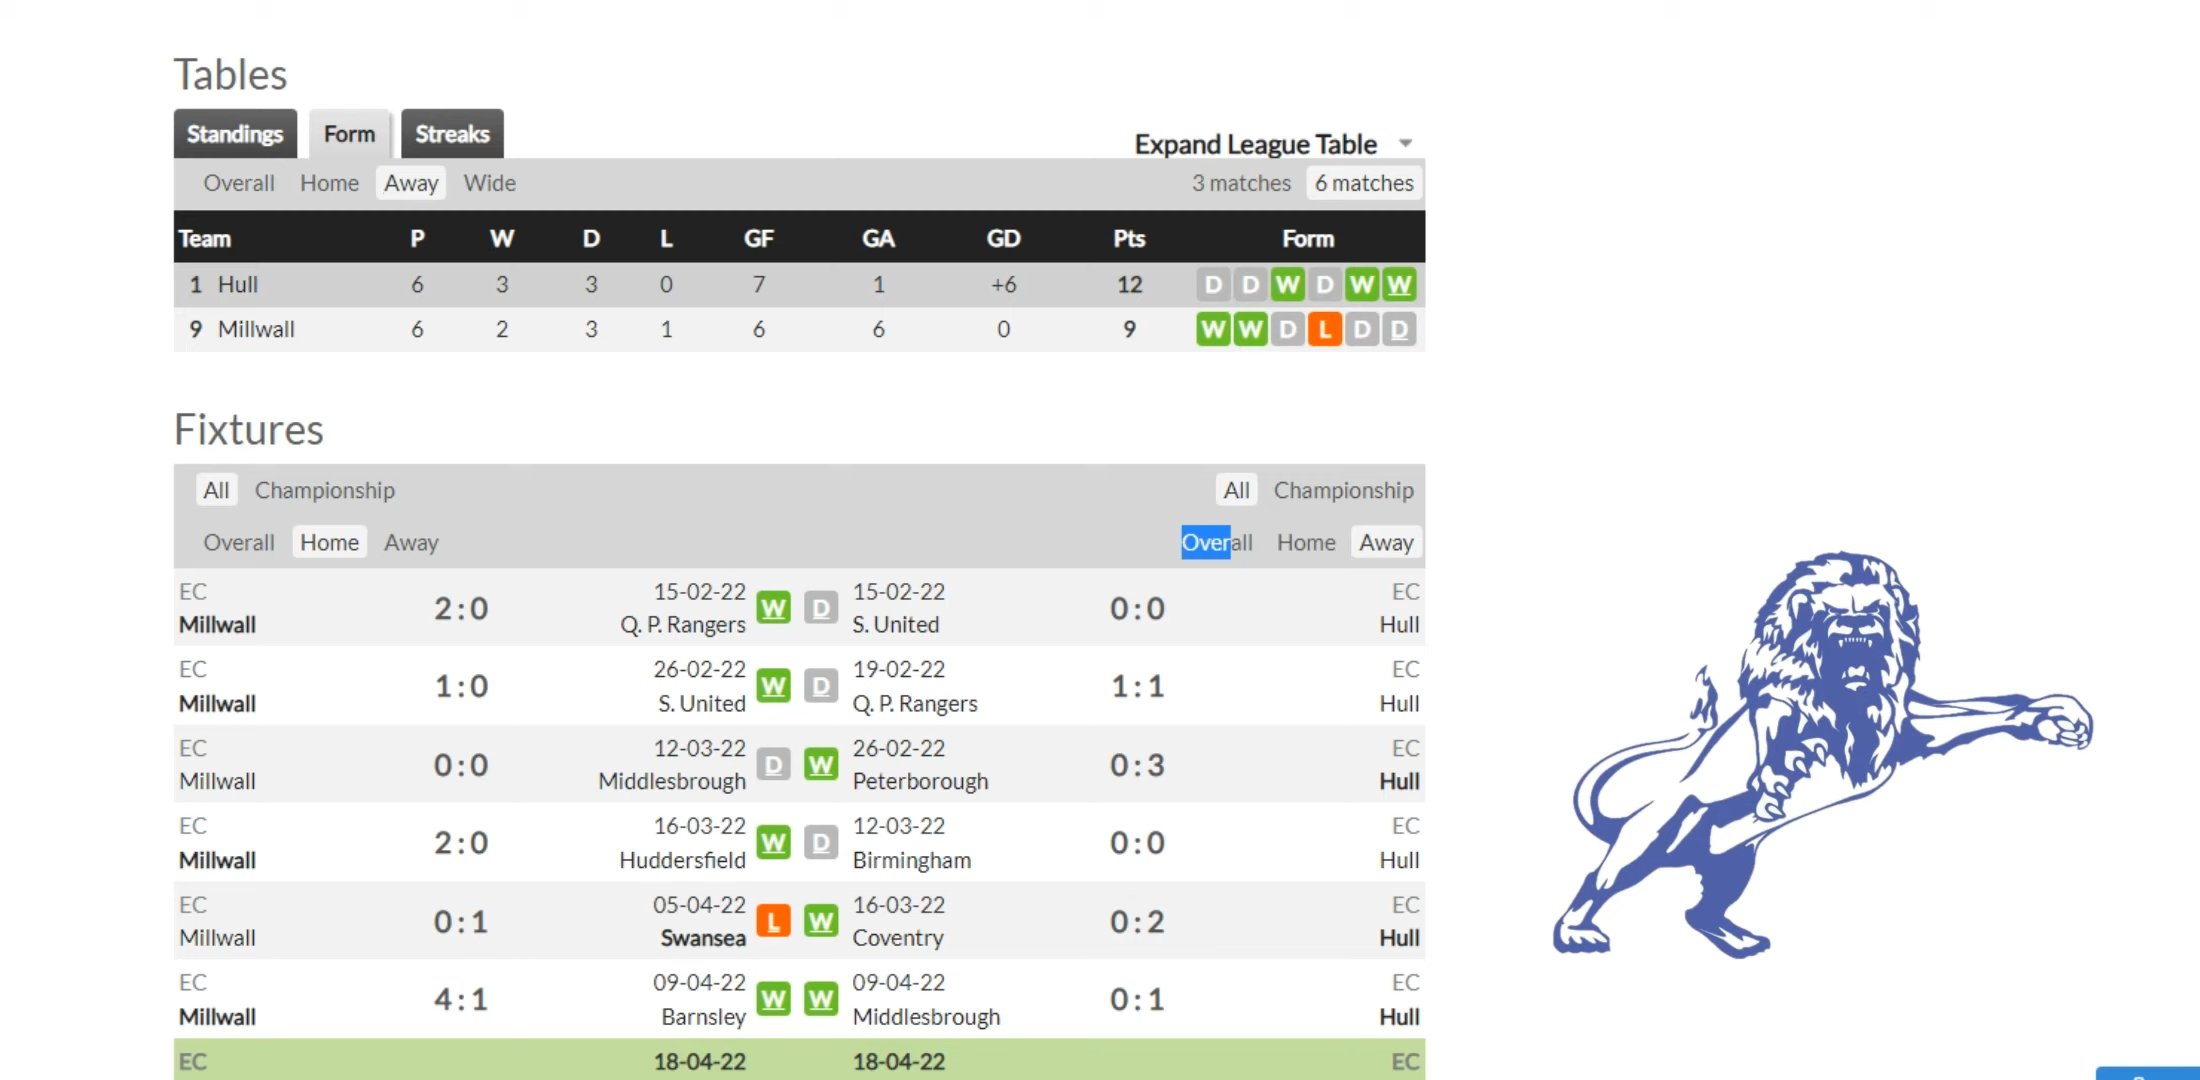 Tables
Standings Form Streaks
Expand League Table
Overall Home Away Wide 3 matches 6 matches
Team P W D L GF GA GD Pts Form
1 Hull 6 3 3 0 7 1 +6 12 D D W D W W
9 Millwall 6 2 3 1 6 6 0 9 W W D L D D
Fixtures
All Championship All Championship
Overall Home Away Overall Home Away
EC 15-02-22 15-02-22 EC
Millwall 2:0 Q. P. Rangers W D S. United 0:0 Hull
EC 26-02-22 19-02-22 EC
Millwall 1:0 S. United W D Q. P. Rangers 1:1 Hull
EC 12-03-22 26-02-22 EC
Millwall 0:0 Middlesbrough D W Peterborough 0:3 Hull
EC 16-03-22 12-03-22 EC
Millwall 2:0 Huddersfield W D Birmingham 0:0 Hull
EC 05-04-22 16-03-22 EC
Millwall 0:1 Swansea L W Coventry 0:2 Hull
EC 09-04-22 09-04-22 EC
Millwall 4:1 Barnsley W W Middlesbrough 0:1 Hull
EC 18-04-22 18-04-22 EC